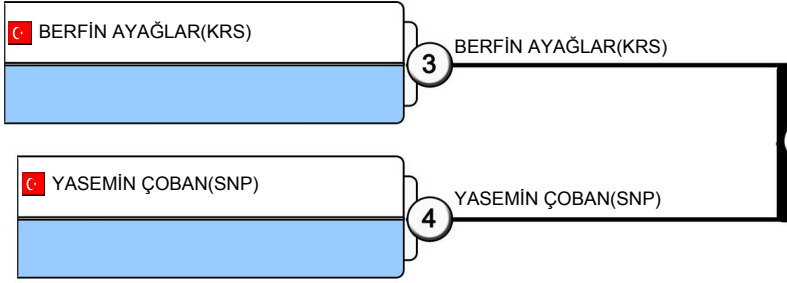 BERFİN AYAĞLAR(KRS)
3
BERFİN AYAĞLAR(KRS)
YASEMİN ÇOBAN(SNP)
4
YASEMİN ÇOBAN(SNP)